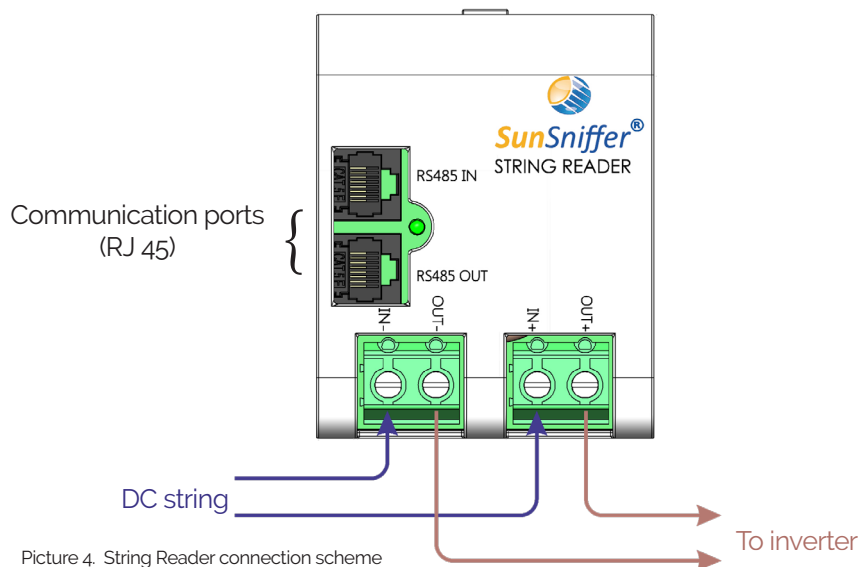 SunSniffer®
STRING READER
RS485 IN
Communication ports
(RJ 45)
RS485 OUT
CAT.5E
CAT.5E
IN-
OUT-
IN+
OUT+
DC string
To inverter
Picture 4. String Reader connection scheme